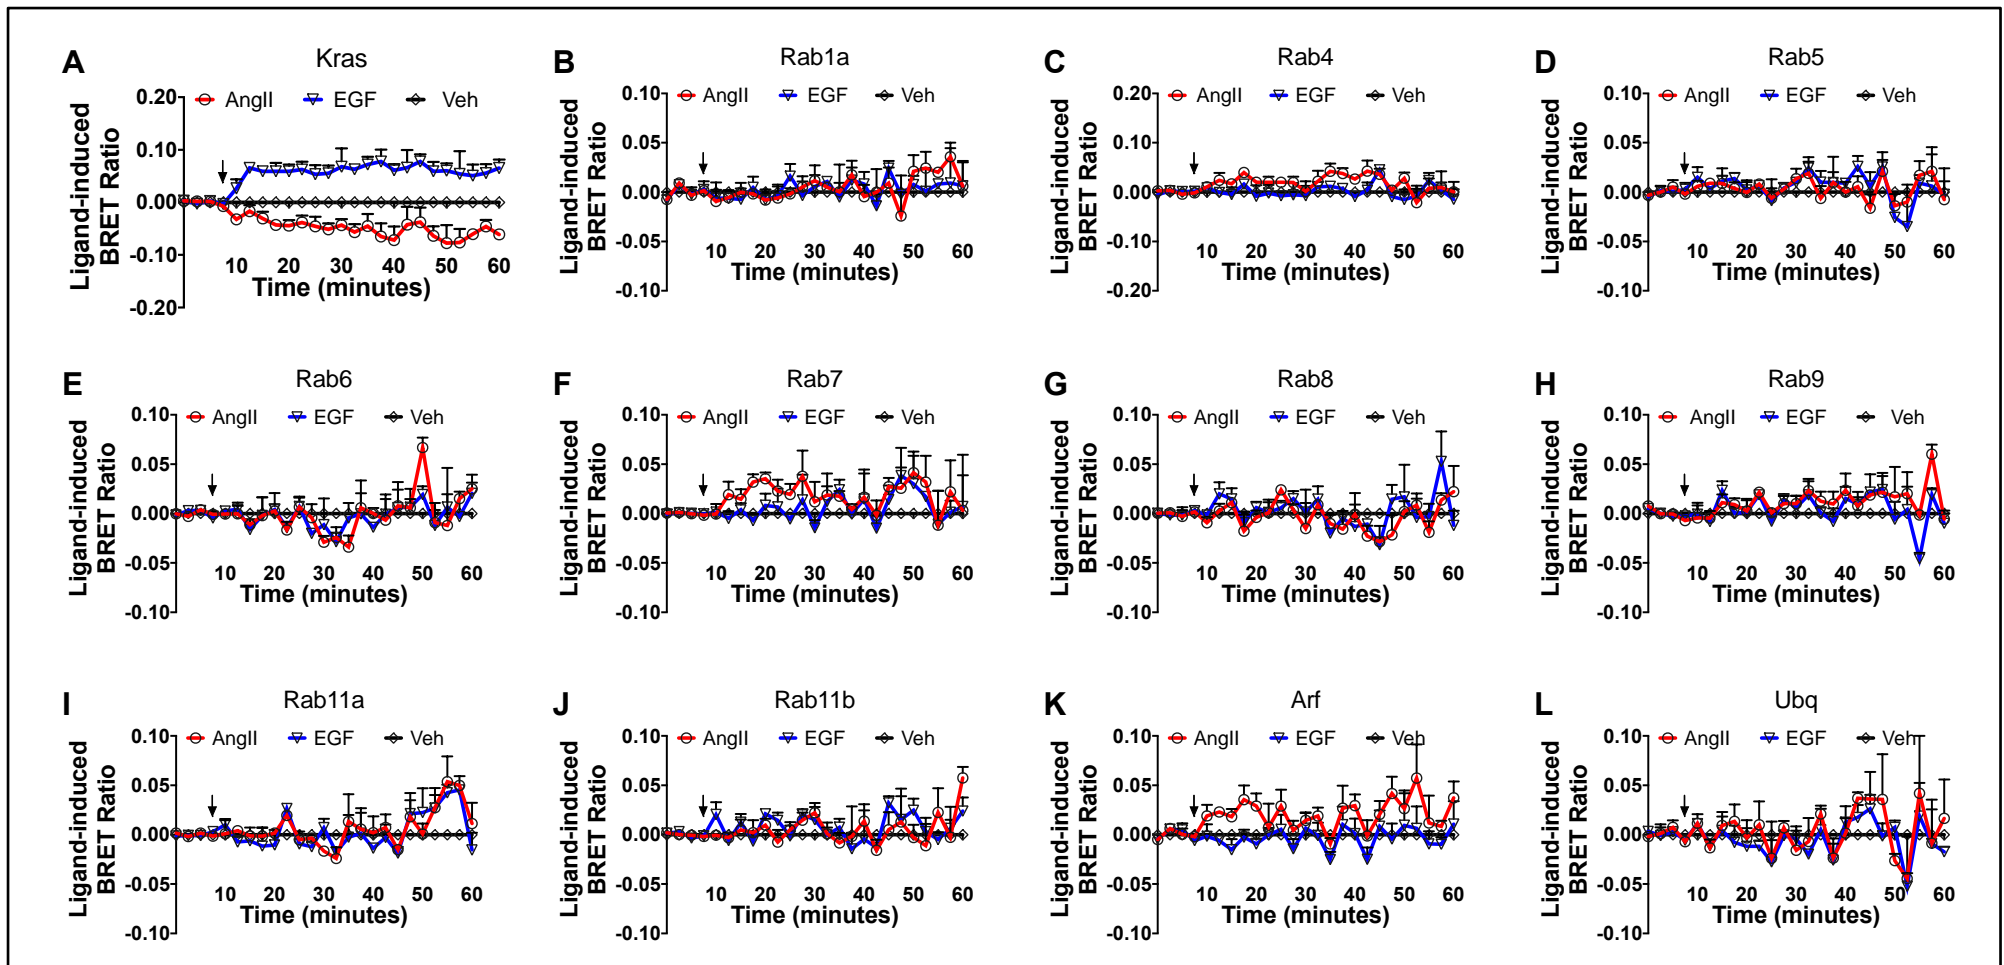 A
Kras
Ligand-induced
BRET Ratio
AngII EGF Veh
0.20
0.10
0.00
-0.10
-0.20
10 20 30 40 50 60
Time (minutes)
B
Rab1a
Ligand-induced
BRET Ratio
AngII EGF Veh
0.10
0.05
0.00
-0.05
-0.10
10 20 30 40 50 60
Time (minutes)
C
Rab4
Ligand-induced
BRET Ratio
AngII EGF Veh
0.20
0.10
0.00
-0.10
-0.20
10 20 30 40 50 60
Time (minutes)
D
Rab5
Ligand-induced
BRET Ratio
AngII EGF Veh
0.10
0.05
0.00
-0.05
-0.10
10 20 30 40 50 60
Time (minutes)
E
Rab6
Ligand-induced
BRET Ratio
AngII EGF Veh
0.10
0.05
0.00
-0.05
-0.10
10 20 30 40 50 60
Time (minutes)
F
Rab7
Ligand-induced
BRET Ratio
AngII EGF Veh
0.10
0.05
0.00
-0.05
-0.10
10 20 30 40 50 60
Time (minutes)
G
Rab8
Ligand-induced
BRET Ratio
AngII EGF Veh
0.10
0.05
0.00
-0.05
-0.10
10 20 30 40 50 60
Time (minutes)
H
Rab9
Ligand-induced
BRET Ratio
AngII EGF Veh
0.10
0.05
0.00
-0.05
-0.10
10 20 30 40 50 60
Time (minutes)
I
Rab11a
Ligand-induced
BRET Ratio
AngII EGF Veh
0.10
0.05
0.00
-0.05
-0.10
10 20 30 40 50 60
Time (minutes)
J
Rab11b
Ligand-induced
BRET Ratio
AngII EGF Veh
0.10
0.05
0.00
-0.05
-0.10
10 20 30 40 50 60
Time (minutes)
K
Arf
Ligand-induced
BRET Ratio
AngII EGF Veh
0.10
0.05
0.00
-0.05
-0.10
10 20 30 40 50 60
Time (minutes)
L
Ubq
Ligand-induced
BRET Ratio
AngII EGF Veh
0.10
0.05
0.00
-0.05
-0.10
10 20 30 40 50 60
Time (minutes)